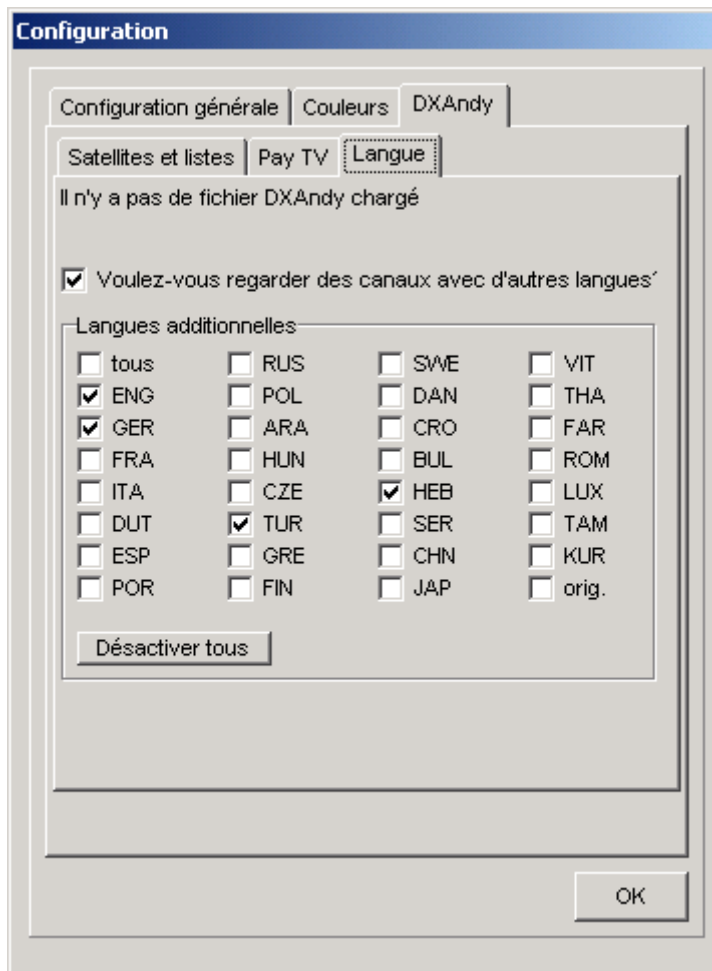 Configuration
Configuration générale Couleurs DXAndy
Satellites et listes Pay TV Langue
Il n'y a pas de fichier DXAndy chargé
Voulez-vous regarder des canaux avec d'autres langues
Langues additionnelles
tous RUS SWE VIT
ENG POL DAN THA
GER ARA CRO FAR
FRA HUN BUL ROM
ITA CZE HEB LUX
DUT TUR SER TAM
ESP GRE CHN KUR
POR FIN JAP orig.
Désactiver tous
OK